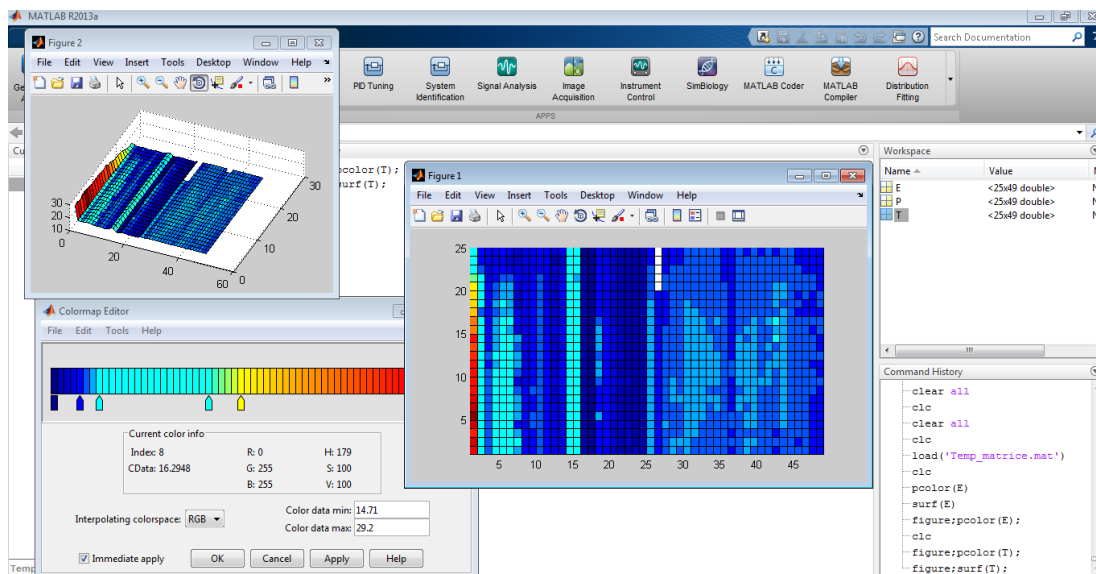 MATLAB R2013a
Search Documentation
Figure 2
File Edit View Insert Tools Desktop Window Help
PID Tuning
System Identification
Signal Analysis
Image Acquisition
Instrument Control
SimBiology
MATLAB Coder
MATLAB Compiler
Distribution Fitting
APPS
30
20
10
0
20
40
60
0
10
20
30
pcolor(T);
surf(T);
Figure 1
File Edit View Insert Tools Desktop Window Help
25
20
15
10
5
5 10 15 20 25 30 35 40 45
Workspace
Name Value
E <25x49 double>
P <25x49 double>
T <25x49 double>
Colormap Editor
File Edit Tools Help
Current color info
Index: 8 R: 0 H: 179
CData: 16.2948 G: 255 S: 100
B: 255 V: 100
Interpolating colorspace: RGB
Color data min: 14.71
Color data max: 29.2
Immediate apply OK Cancel Apply Help
Command History
clear all
clc
clear all
clc
load('Temp_matrice.mat')
clc
pcolor(E)
surf(E)
figure;pcolor(E);
clc
figure;pcolor(T);
figure;surf(T);